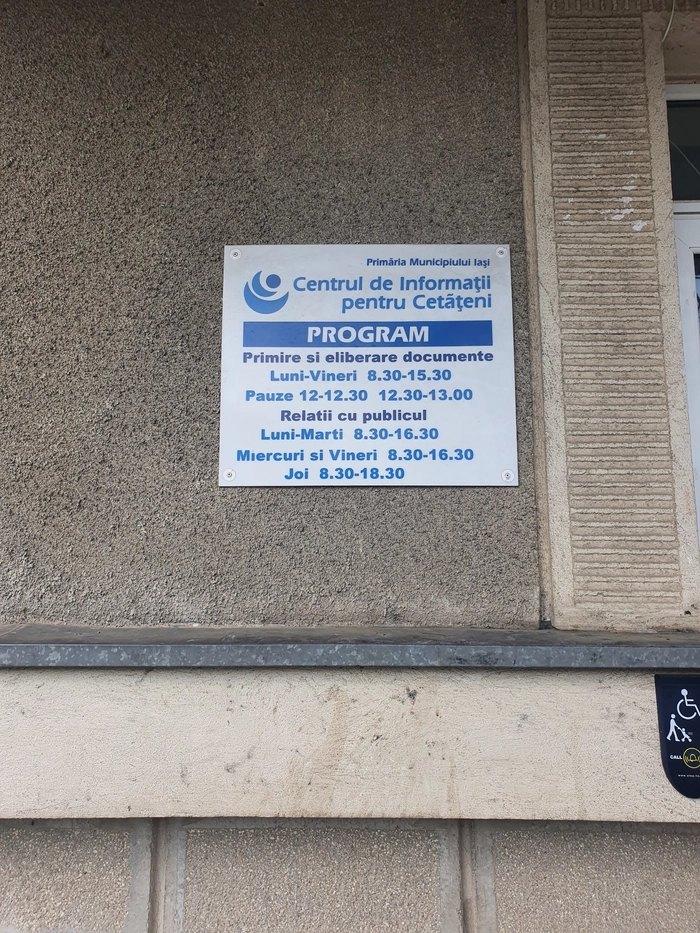 Primăria Municipiului Iaşi
Centrul de Informaţii
pentru Cetăţeni
PROGRAM
Primire si eliberare documente
Luni-Vineri 8.30-15.30
Pauze 12-12.30 12.30-13.00
Relatii cu publicul
Luni-Marti 8.30-16.30
Miercuri si Vineri 8.30-16.30
Joi 8.30-18.30
CALL